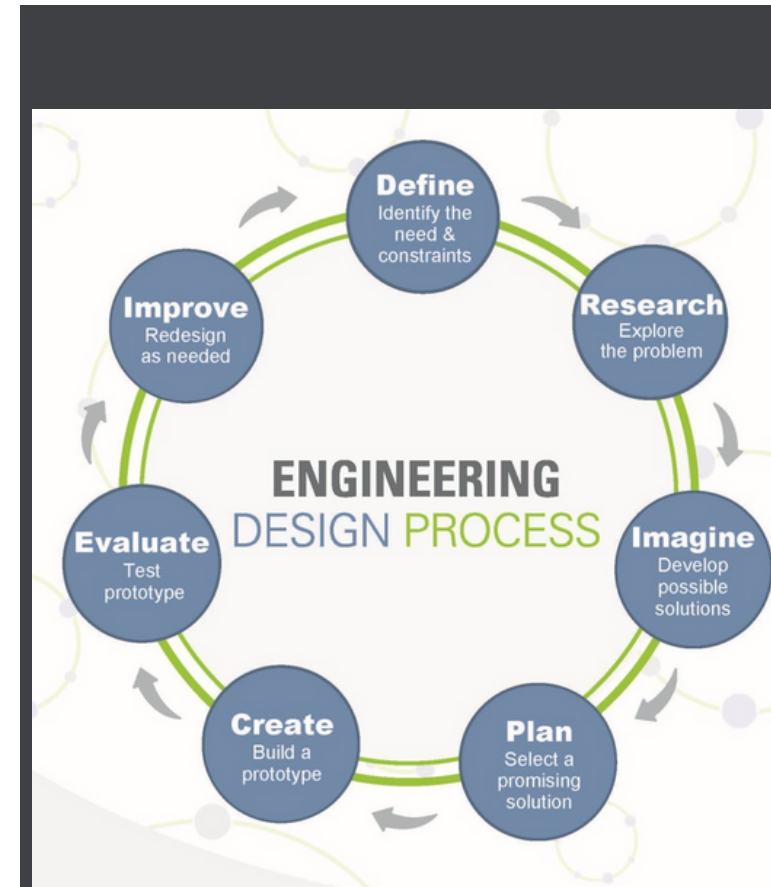 Define
Identify the
need &
constraints
Research
Explore
the problem
Imagine
Develop
possible
solutions
Plan
Select a
promising
solution
Create
Build a
prototype
Evaluate
Test
prototype
Improve
Redesign
as needed
ENGINEERING
DESIGN PROCESS